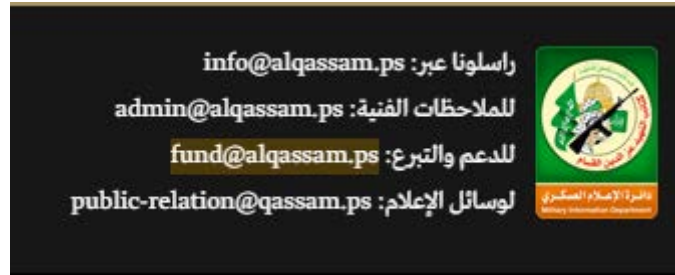 راسلونا عبر: info@alqassam.ps
للملاحظات الفنية: admin@alqassam.ps
للدعم والتبرع: fund@alqassam.ps
لوسائل الإعلام: public-relation@qassam.ps
دائرة الإعلام العسكري
Military Information Department